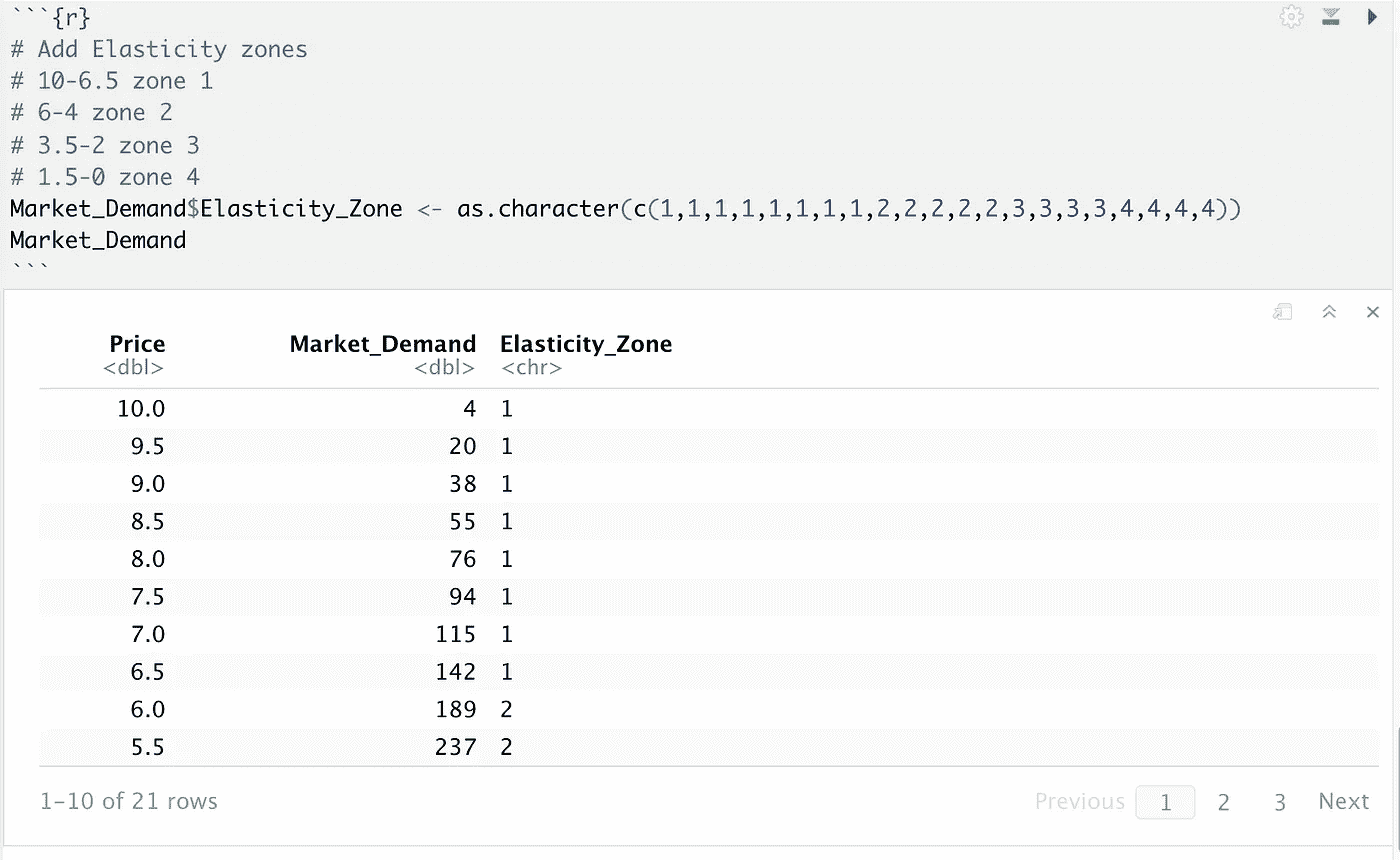 ```{r}
# Add Elasticity zones
# 10-6.5 zone 1
# 6-4 zone 2
# 3.5-2 zone 3
# 1.5-0 zone 4
Market_Demand$Elasticity_Zone <- as.character(c(1,1,1,1,1,1,1,1,2,2,2,2,2,3,3,3,3,4,4,4,4))
Market_Demand
```
Price Market_Demand Elasticity_Zone
<dbl> <dbl> <chr>
10.0 4 1
9.5 20 1
9.0 38 1
8.5 55 1
8.0 76 1
7.5 94 1
7.0 115 1
6.5 142 1
6.0 189 2
5.5 237 2
1-10 of 21 rows Previous 1 2 3 Next